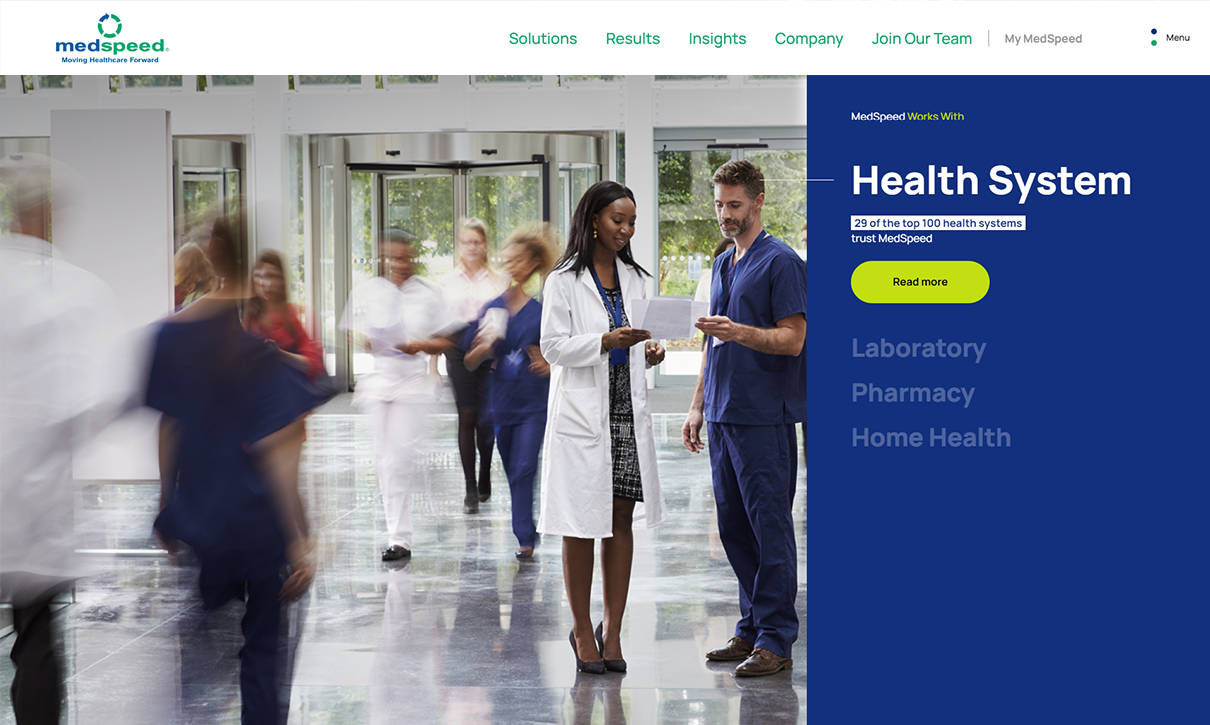 medspeed®
Moving Healthcare Forward
Solutions
Results
Insights
Company
Join Our Team
My MedSpeed
Menu
MedSpeed Works With
Health System
29 of the top 100 health systems
trust MedSpeed
Read more
Laboratory
Pharmacy
Home Health